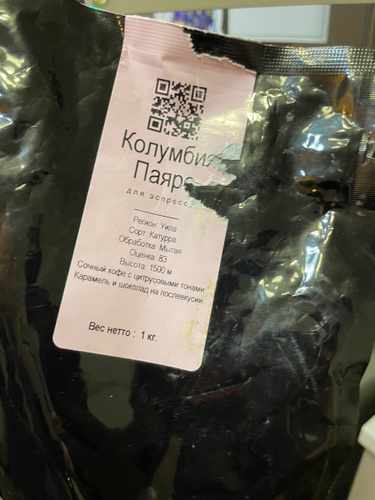 Колумбия
Паяр
для эспресс
Регион: Уила
Сорт: Катурра
Обработка: Мытая
Оценка: 83
Высота: 1500 м
Сочный кофе с цитрусовыми тонами.
Карамель и шоколад на послевкусии.
Вес нетто : 1 кг.